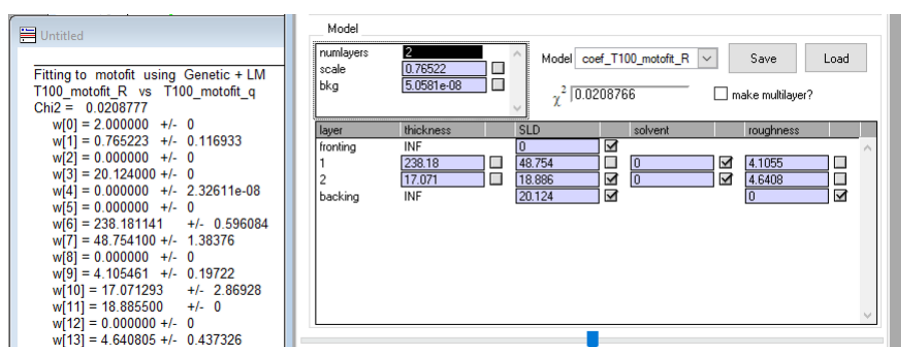 Untitled
Fitting to motofit using Genetic + LM
T100_motofit_R vs T100_motofit_q
Chi2 = 0.0208777
w[0] = 2.000000 +/- 0
w[1] = 0.765223 +/- 0.116933
w[2] = 0.000000 +/- 0
w[3] = 20.124000 +/- 0
w[4] = 0.000000 +/- 2.32611e-08
w[5] = 0.000000 +/- 0
w[6] = 238.181141 +/- 0.596084
w[7] = 48.754100 +/- 1.38376
w[8] = 0.000000 +/- 0
w[9] = 4.105461 +/- 0.19722
w[10] = 17.071293 +/- 2.86928
w[11] = 18.885500 +/- 0
w[12] = 0.000000 +/- 0
w[13] = 4.640805 +/- 0.437326
Model
numlayers 2
scale 0.76522
bkg 5.0581e-08
Model coef_T100_motofit_R Save Load
χ² 0.0208766 make multilayer?
layer thickness SLD solvent roughness
fronting INF 0
1 238.18 48.754 0 4.1055
2 17.071 18.886 0 4.6408
backing INF 20.124 0